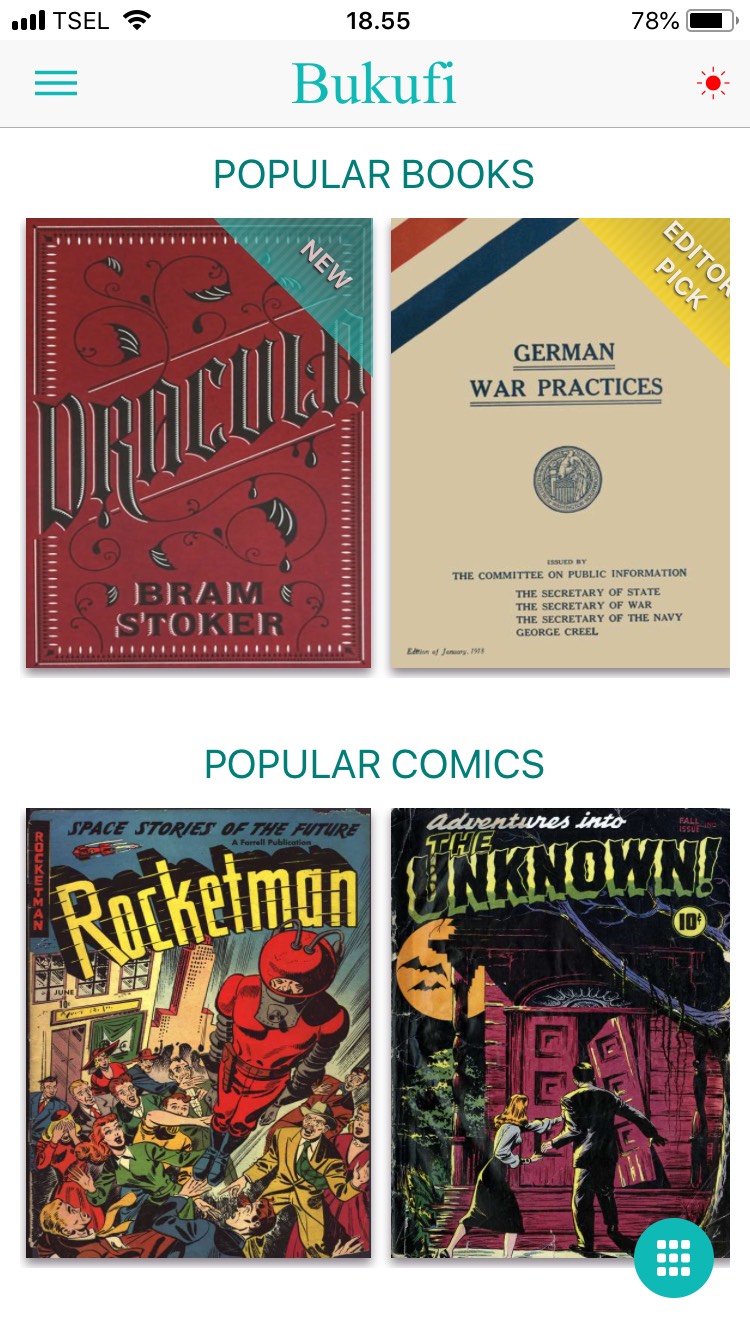 TSEL 18.55 78%
Bukufi
POPULAR BOOKS
NEW
DRACULA
BRAM
STOKER
EDITOR
PICK
GERMAN
WAR PRACTICES
ISSUED BY
THE COMMITTEE ON PUBLIC INFORMATION
THE SECRETARY OF STATE
THE SECRETARY OF WAR
THE SECRETARY OF THE NAVY
GEORGE CREEL
Edition of January, 1918
POPULAR COMICS
ROCKETMAN
SPACE STORIES OF THE FUTURE
A Farrell Publication
Rocketman
JUNE
10¢
Adventures into
THE
UNKNOWN!
FALL
ISSUE
10¢